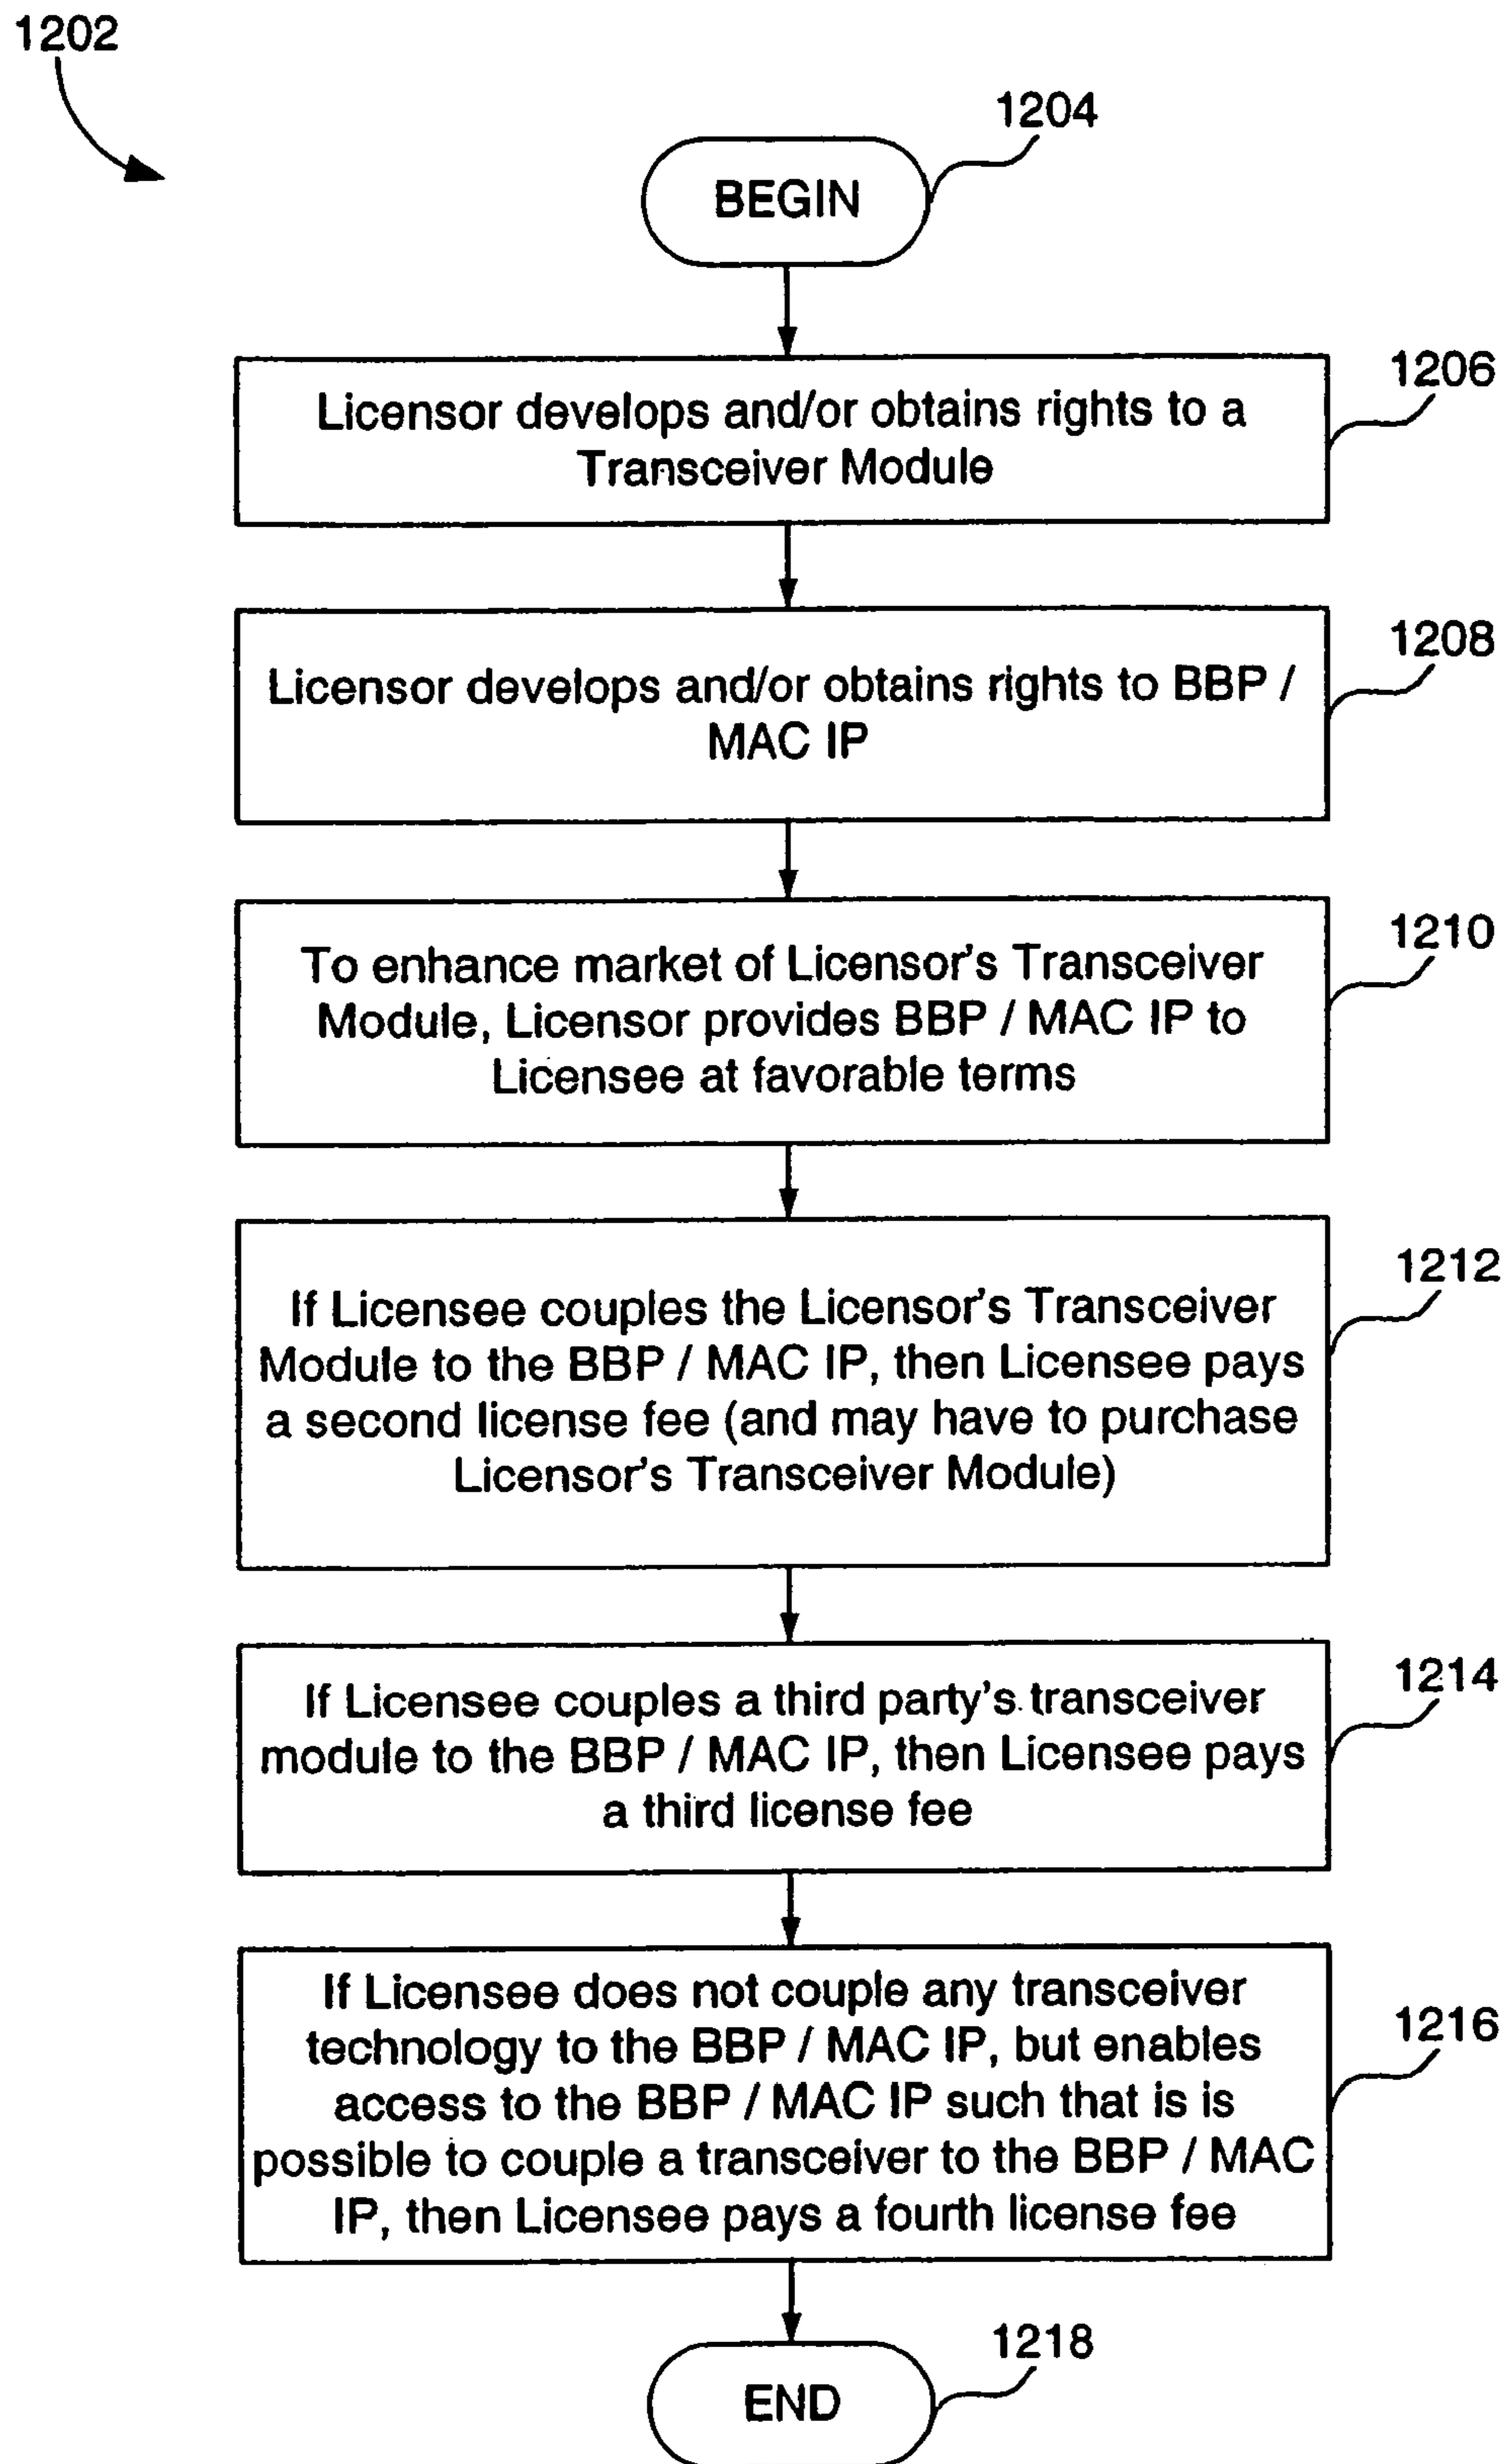 1202
1204
BEGIN
1206
Licensor develops and/or obtains rights to a
Transceiver Module
1208
Licensor develops and/or obtains rights to BBP /
MAC IP
1210
To enhance market of Licensor's Transceiver
Module, Licensor provides BBP / MAC IP to
Licensee at favorable terms
1212
If Licensee couples the Licensor's Transceiver
Module to the BBP / MAC IP, then Licensee pays
a second license fee (and may have to purchase
Licensor's Transceiver Module)
1214
If Licensee couples a third party's transceiver
module to the BBP / MAC IP, then Licensee pays
a third license fee
1216
If Licensee does not couple any transceiver
technology to the BBP / MAC IP, but enables
access to the BBP / MAC IP such that is is
possible to couple a transceiver to the BBP / MAC
IP, then Licensee pays a fourth license fee
1218
END